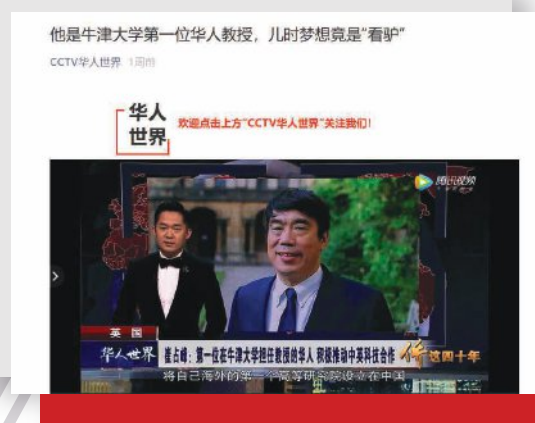 他是牛津大学第一位华人教授，儿时梦想竟是“看驴”
CCTV华人世界 1周前
华人
世界
欢迎点击上方“CCTV华人世界”关注我们！
腾讯视频
英国
华人世界
崔占峰：第一位在牛津大学担任教授的华人 积极推动中英科技合作
这四十年
将自己海外的第一个高等研究院设立在中国